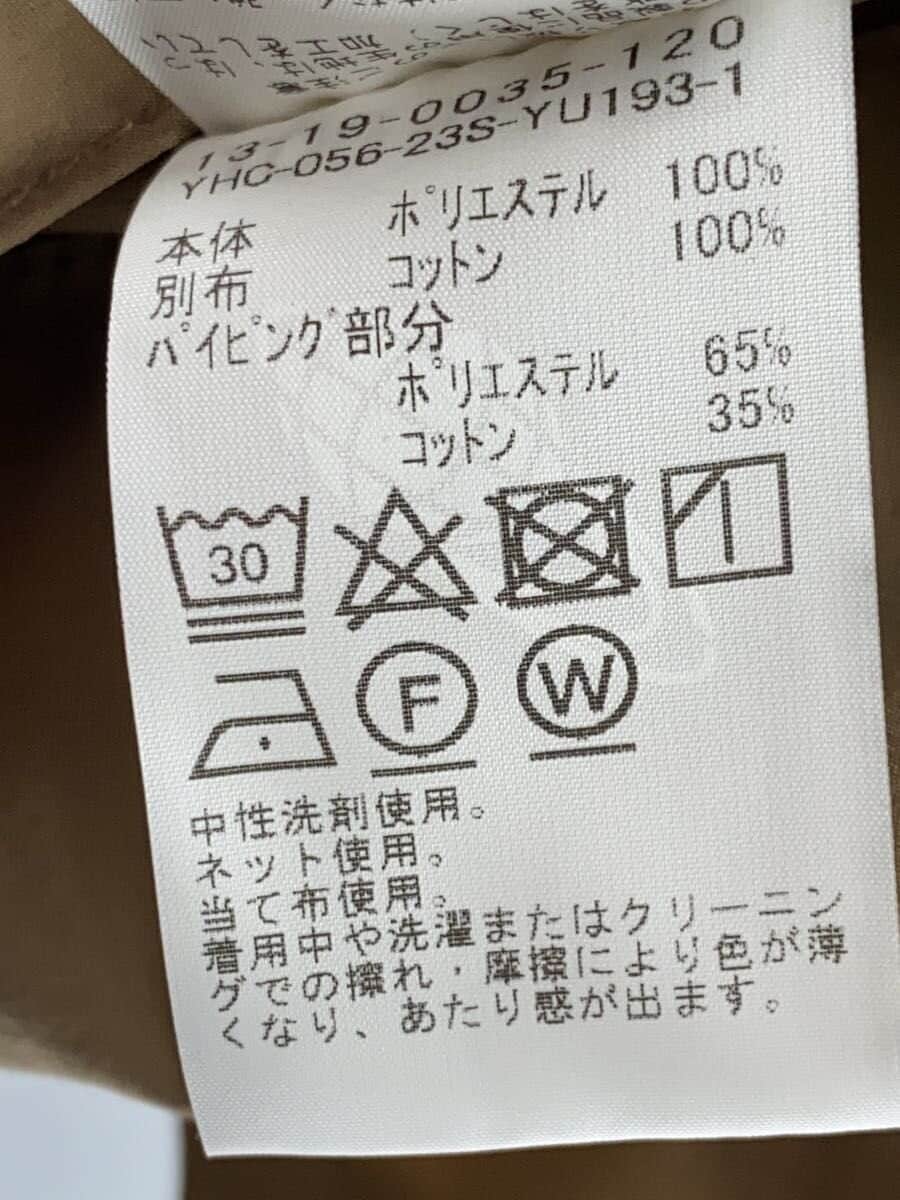 13-19-0035-120
YHC-056-23S-YU193-1
本体 ポリエステル 100%
別布 コットン 100%
パイピング部分
ポリエステル 65%
コットン 35%
30
F
W
中性洗剤使用。
ネット使用。
当て布使用。
着用中や洗濯またはクリーニン
グでの擦れ・摩擦により色が薄
くなり、あたり感が出ます。